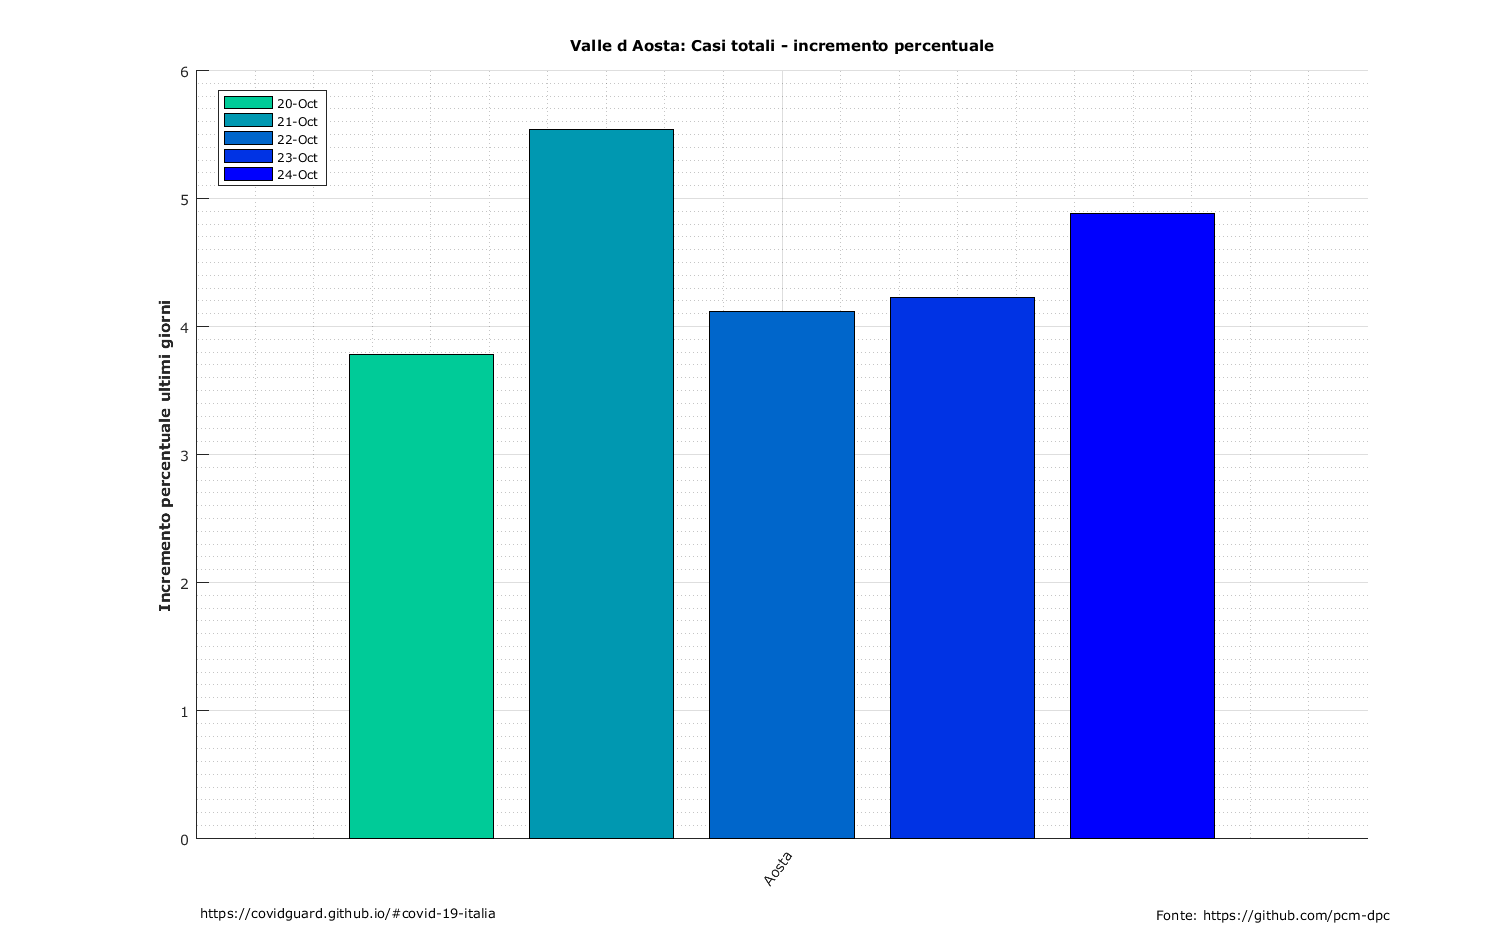 Valle d Aosta: Casi totali - incremento percentuale
6
5
4
3
2
1
0
20-Oct
21-Oct
22-Oct
23-Oct
24-Oct
Incremento percentuale ultimi giorni
Aosta
https://covidguard.github.io/#covid-19-italia
Fonte: https://github.com/pcm-dpc